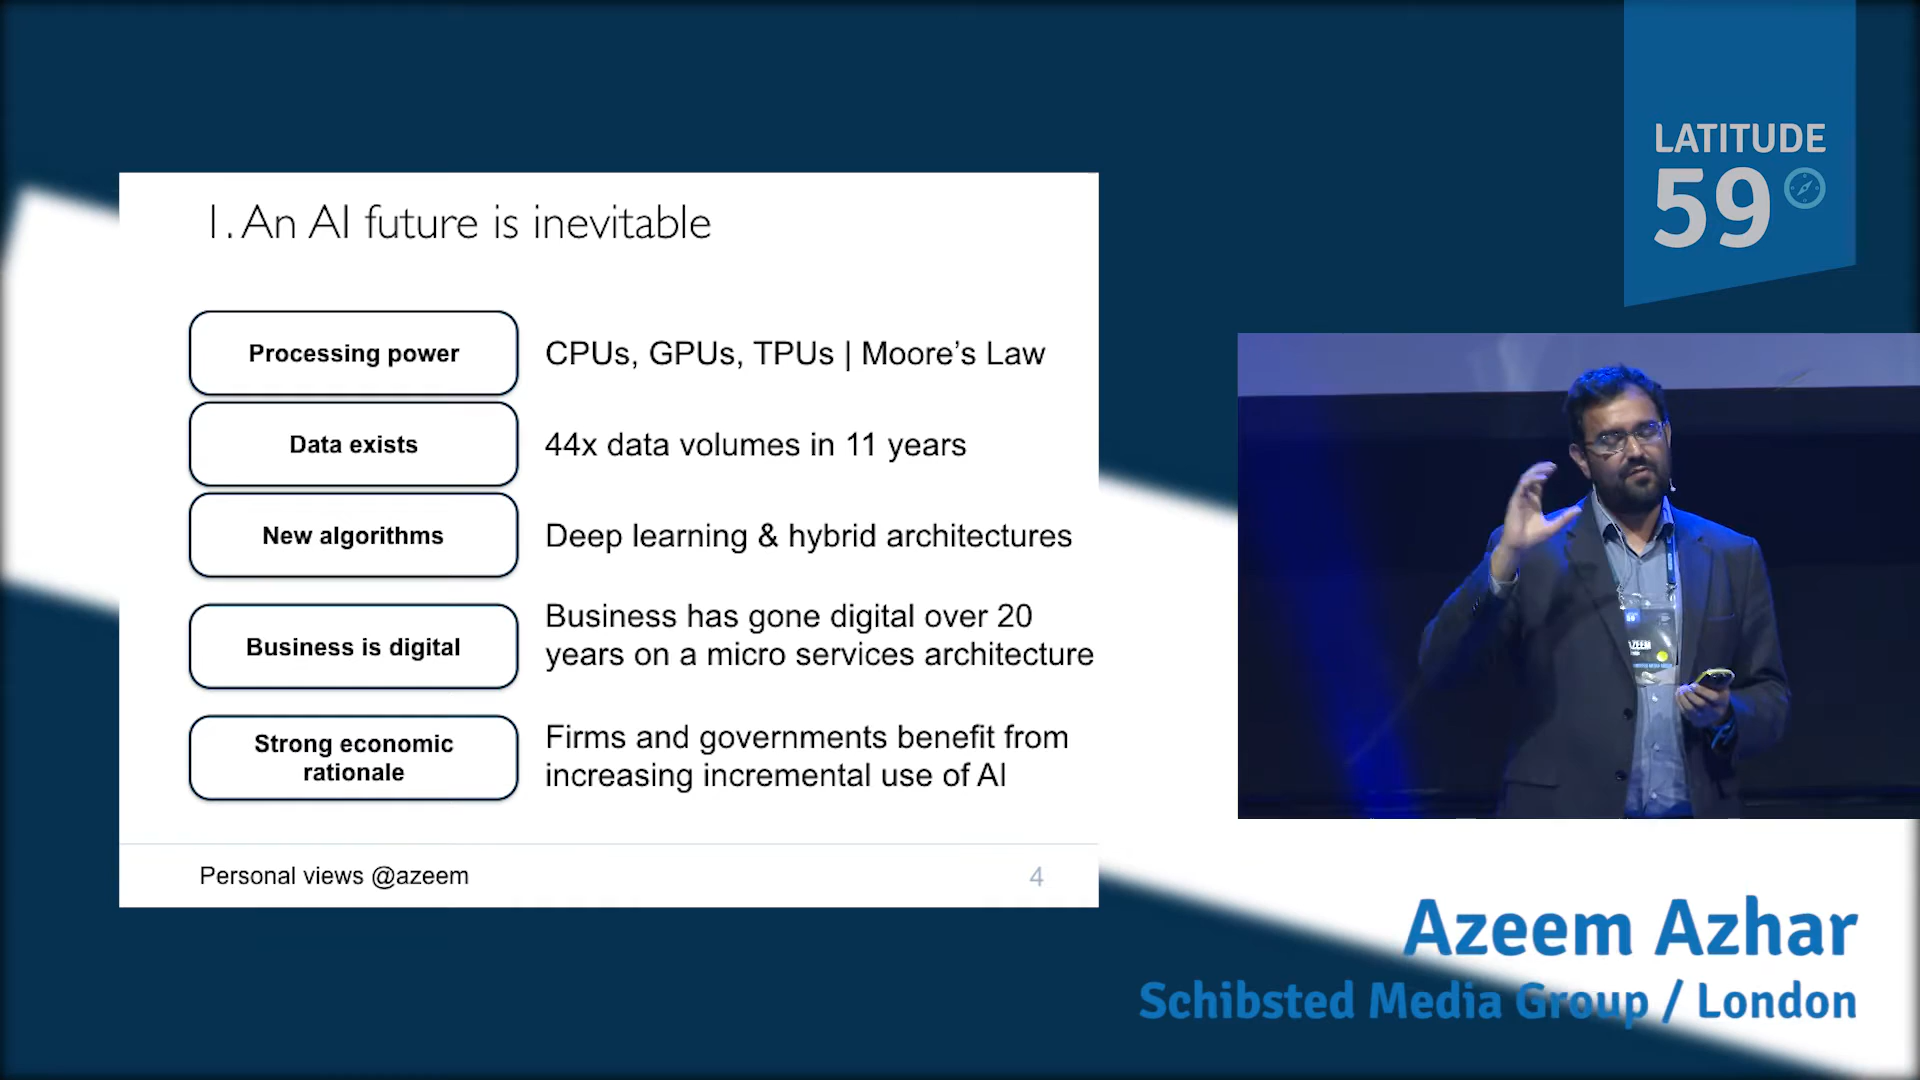 LATITUDE
59
1. An AI future is inevitable
Processing power
CPUs, GPUs, TPUs | Moore's Law
Data exists
44x data volumes in 11 years
New algorithms
Deep learning & hybrid architectures
Business is digital
Business has gone digital over 20
years on a micro services architecture
Strong economic
rationale
Firms and governments benefit from
increasing incremental use of AI
Personal views @azeem
4
Azeem Azhar
Schibsted Media Group / London